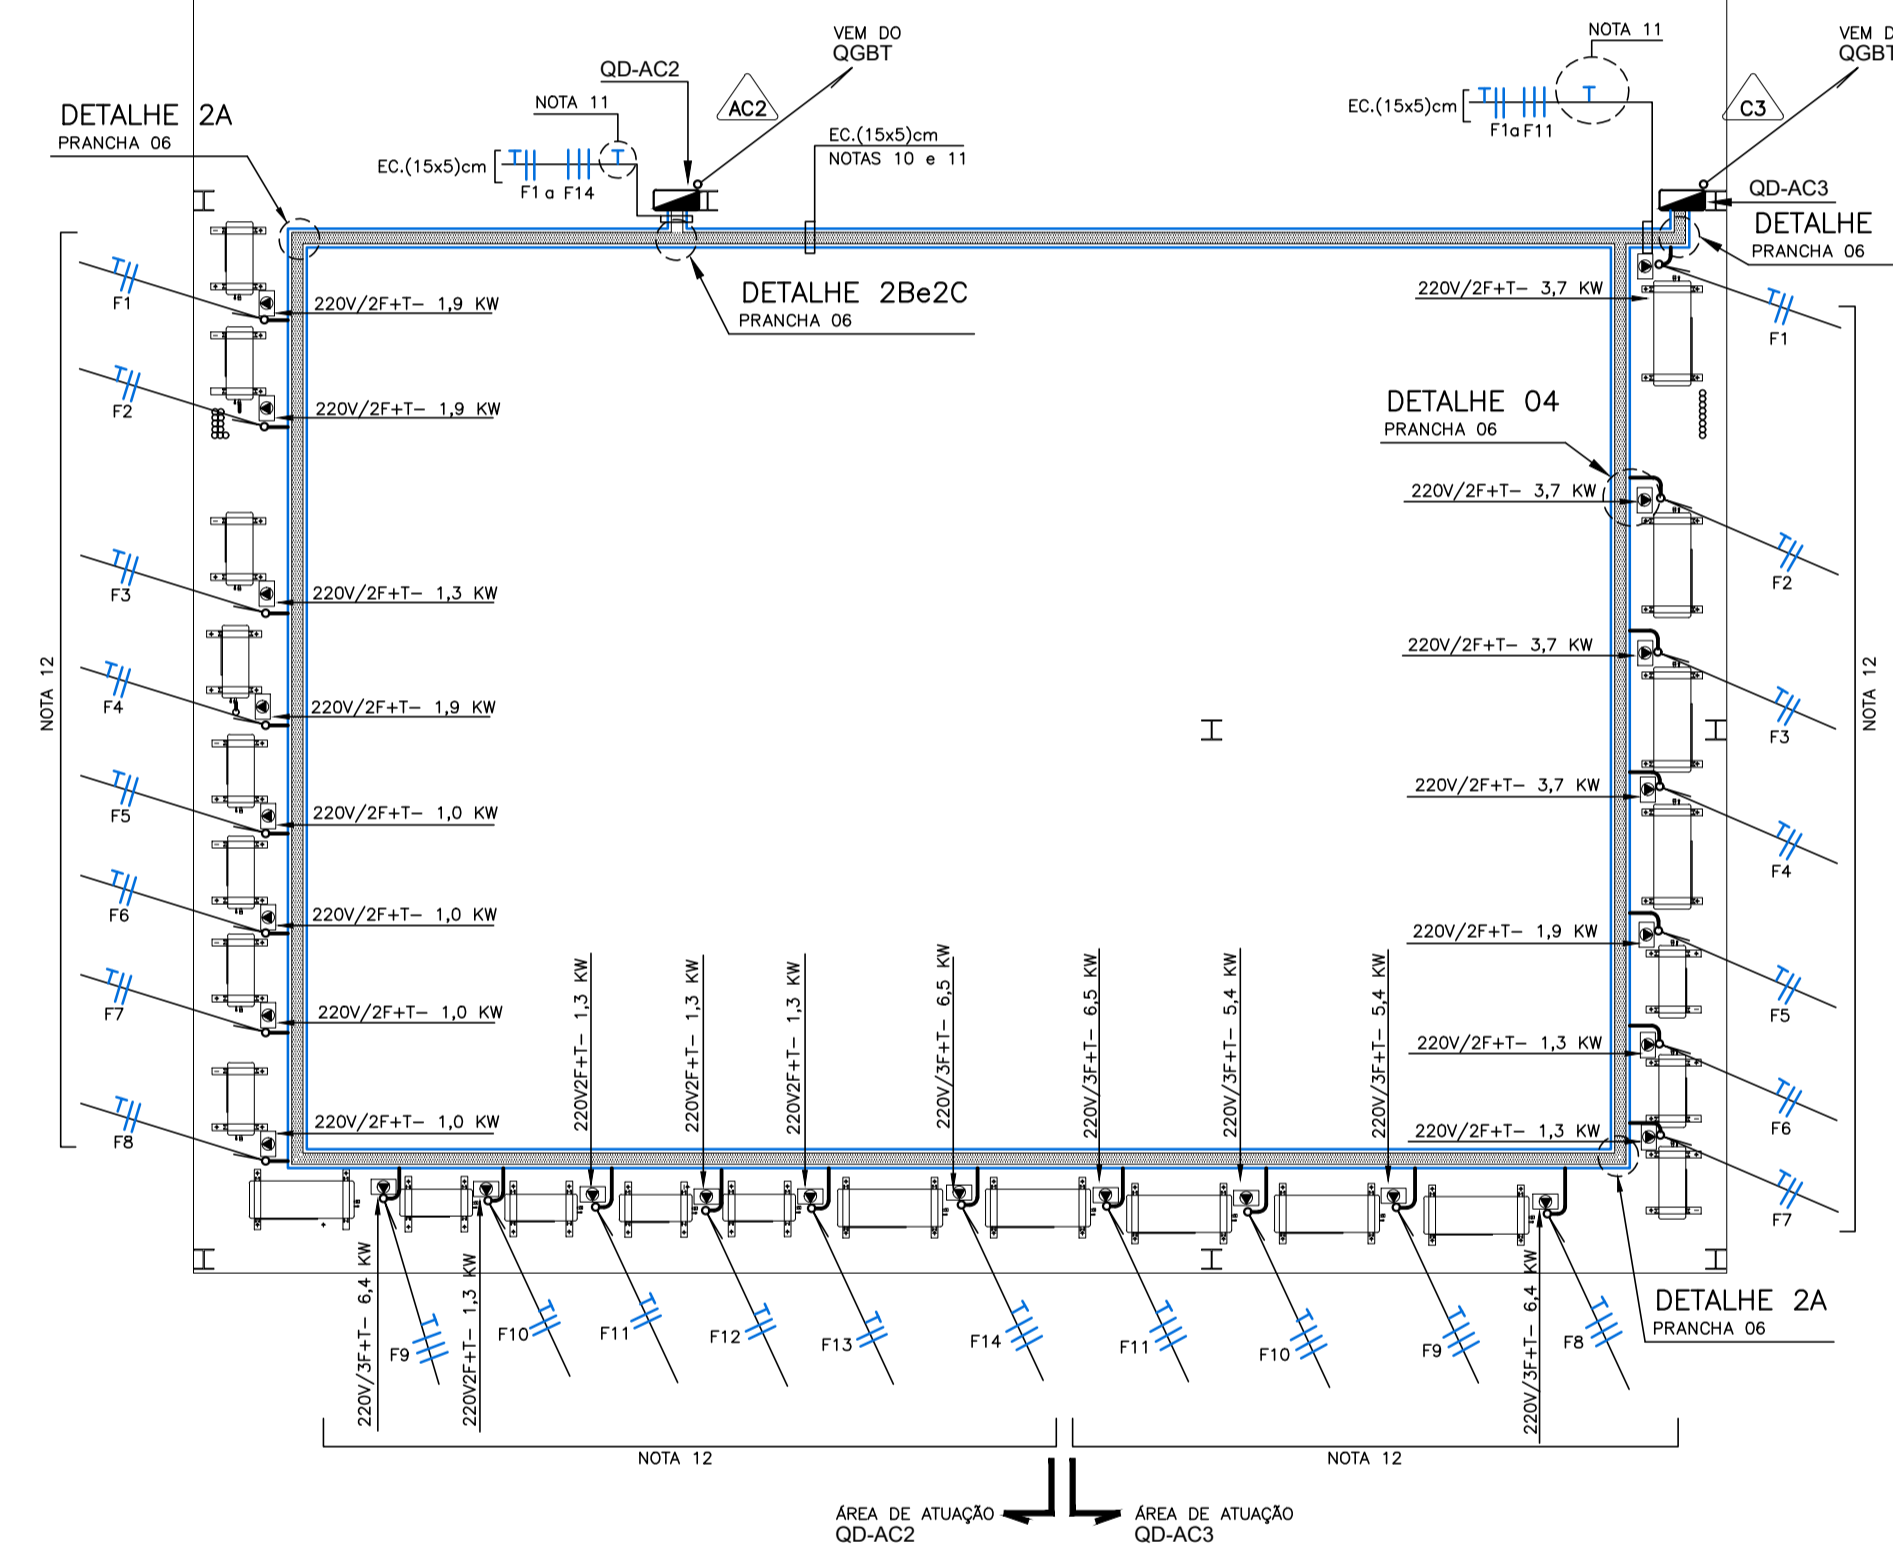 VEM DO
QGBT
NOTA 11
VEM D
QGBT
QD-AC2
AC2
C3
DETALHE 2A
PRANCHA 06
NOTA 11
EC.(15x5)cm
F1 a F14
EC.(15x5)cm
NOTAS 10 e 11
EC.(15x5)cm
F1a F11
QD-AC3
DETALHE
PRANCHA 06
DETALHE 2Be2C
PRANCHA 06
DETALHE 04
PRANCHA 06
F1
220V/2F+T- 1,9 KW
F2
220V/2F+T- 1,9 KW
F3
220V/2F+T- 1,3 KW
F4
220V/2F+T- 1,9 KW
F5
220V/2F+T- 1,0 KW
F6
220V/2F+T- 1,0 KW
F7
220V/2F+T- 1,0 KW
F8
220V/2F+T- 1,0 KW
NOTA 12
220V/2F+T- 3,7 KW
F1
220V/2F+T- 3,7 KW
F2
220V/2F+T- 3,7 KW
F3
220V/2F+T- 3,7 KW
F4
220V/2F+T- 1,9 KW
F5
220V/2F+T- 1,3 KW
F6
220V/2F+T- 1,3 KW
F7
NOTA 12
220V2F+T- 1,3 KW
220V2F+T- 1,3 KW
220V2F+T- 1,3 KW
220V/3F+T- 6,5 KW
220V/3F+T- 6,5 KW
220V/3F+T- 5,4 KW
220V/3F+T- 5,4 KW
220V/3F+T- 6,4 KW
220V2F+T- 1,3 KW
220V/3F+T- 6,4 KW
F9
F10
F11
F12
F13
F14
F11
F10
F9
F8
DETALHE 2A
PRANCHA 06
NOTA 12
NOTA 12
ÁREA DE ATUAÇÃO
QD-AC2
ÁREA DE ATUAÇÃO
QD-AC3